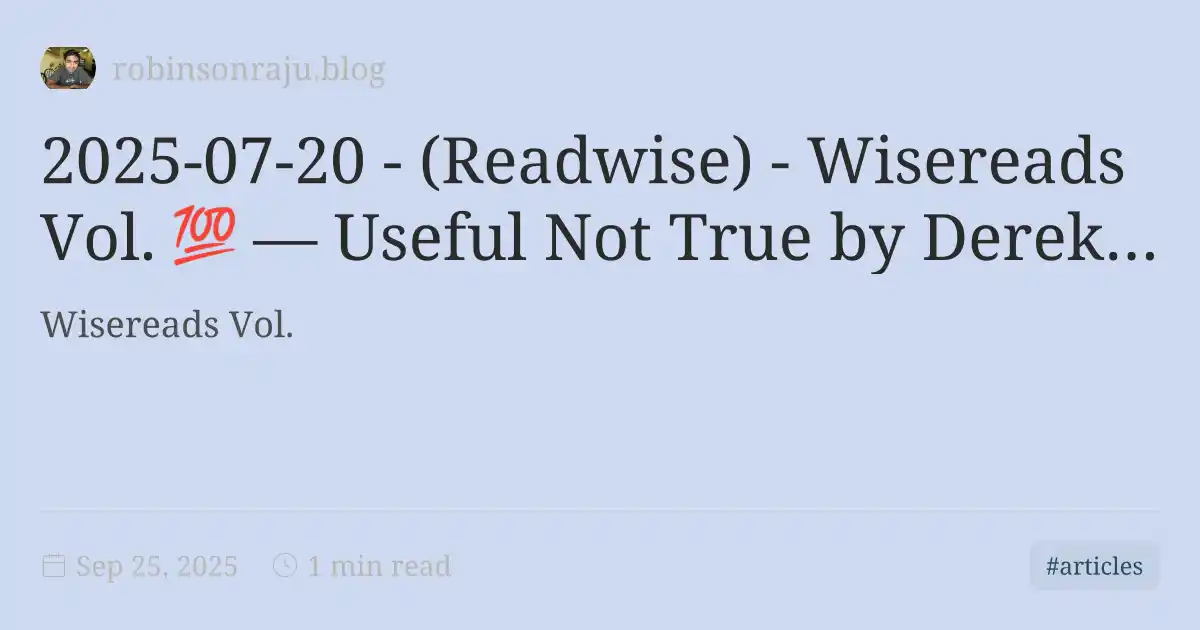 robinsonraju.blog
2025-07-20 - (Readwise) - Wisereads
Vol. 💯 — Useful Not True by Derek...
Wisereads Vol.
Sep 25, 2025 1 min read #articles